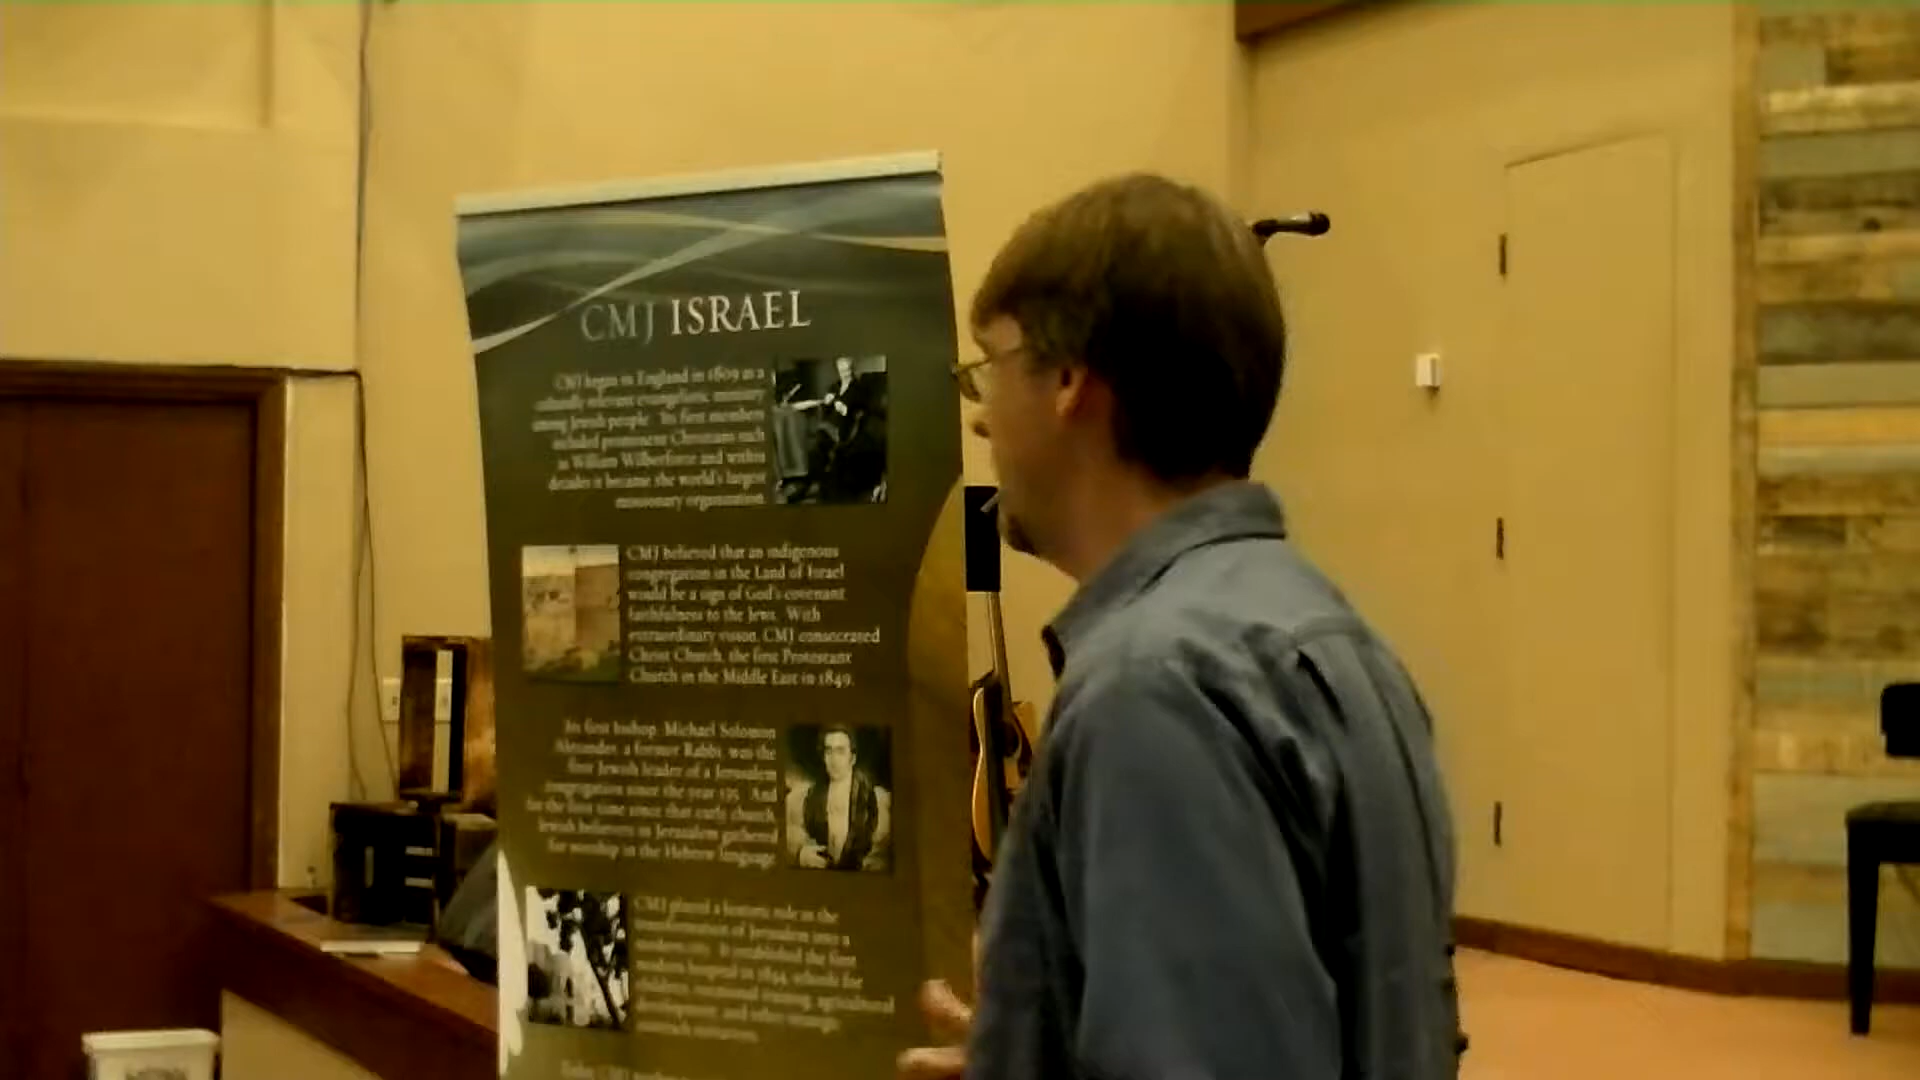 CMJ ISRAEL
CMJ began in England in 1809 as a
culturally relevant evangelistic ministry
among Jewish people. Its first members
included prominent Christians such
as William Wilberforce and within
decades it became the world's largest
missionary organization.
CMJ believed that an indigenous
congregation in the Land of Israel
would be a sign of God's covenant
faithfulness to the Jews. With
extraordinary vision, CMJ consecrated
Christ Church, the first Protestant
Church in the Middle East in 1849.
Its first bishop, Michael Solomon
Alexander, a former Rabbi, was the
first Jewish leader of a Jerusalem
congregation since the year 135. And
for the first time since that early church,
Jewish believers in Jerusalem gathered
for worship in the Hebrew language
CMJ played a historic role in the
transformation of Jerusalem into a
modern city. It established the first
modern hospital in 1844, schools for
children, vocational training, agricultural
development, and other strategic
outreach initiatives.
Today CMJ